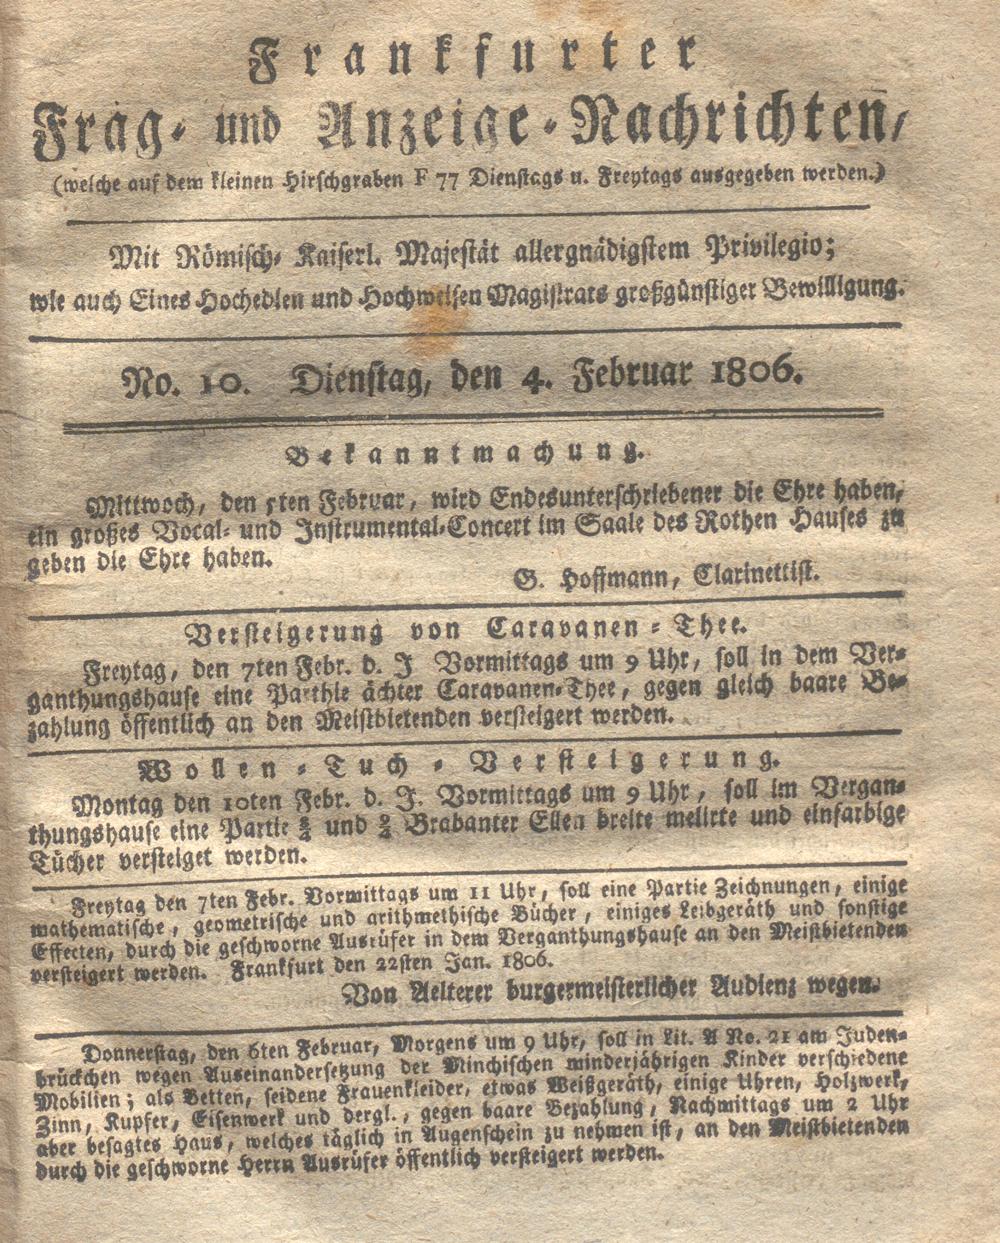 Frankfurter
Frag- und Anzeige-Nachrichten,
(welche auf dem kleinen Hirschgraben F 77 Dienstags u. Freytags ausgegeben werden.)
Mit Römisch- Kaiserl. Majestät allergnädigstem Privilegio;
wie auch Eines Hochedlen und Hochweisen Magistrats großgünstiger Bewilligung.
No. 10. Dienstag, den 4. Februar 1806.
Bekanntmachung.
Mittwoch, den 5ten Februar, wird Endesunterschriebener die Ehre haben,
ein großes Vocal- und Instrumental-Concert im Saale des Rothen Hauses zu
geben die Ehre haben.
G. Hoffmann, Clarinettist.
Versteigerung von Caravanen-Thee.
Freytag, den 7ten Febr. d. J Vormittags um 9 Uhr, soll in dem Ver-
ganthungshause eine Parthie ächter Caravanen-Thee, gegen gleich baare Be-
zahlung öffentlich an den Meistbietenden versteigert werden.
Wollen-Tuch-Versteigerung.
Montag den 10ten Febr. d. J. Vormittags um 9 Uhr, soll im Vergan-
thungshause eine Partie und Brabanter Ellen breite melirte und einfarbige
Tücher versteiget werden.
Freytag den 7ten Febr. Vormittags um 11 Uhr, soll eine Partie Zeichnungen, einige
mathematische, geometrische und arithmethische Bücher, einiges Leibgeräth und sonstige
Effecten, durch die geschworne Ausrüfer in dem Verganthungshause an den Meistbietenden
versteigert werden. Frankfurt den 22sten Jan. 1806.
Von Aelterer burgermeisterlicher Audienz wegen.
Donnerstag, den 6ten Februar, Morgens um 9 Uhr, soll in Lit. A No. 21 am Juden-
brückchen wegen Auseinandersetzung der Minchischen minderjährigen Kinder verschiedene
Mobilien; als Betten, seidene Frauenkleider, etwas Weißgeräth, einige Uhren, Holzwerk,
Zinn, Kupfer, Eisenwerk und dergl., gegen baare Bezahlung, Nachmittags um 2 Uhr
aber besagtes Haus, welches täglich in Augenschein zu nehmen ist, an den Meistbietenden
durch die geschworne Herrn Ausrüfer öffentlich versteigert werden.